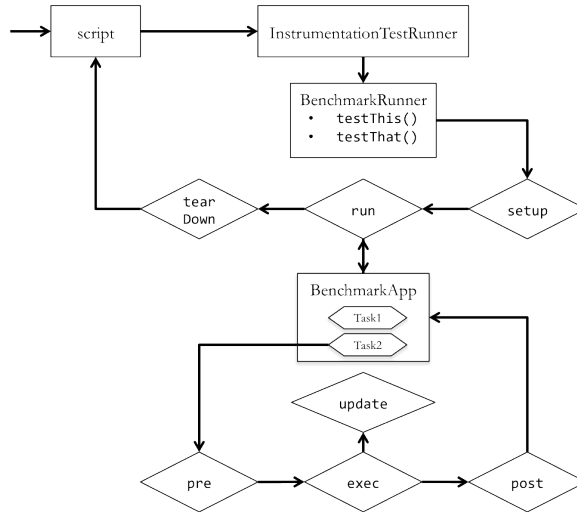 script
InstrumentationTestRunner
BenchmarkRunner
• testThis()
• testThat()
tear
Down
run
setup
BenchmarkApp
Task1
Task2
update
pre
exec
post